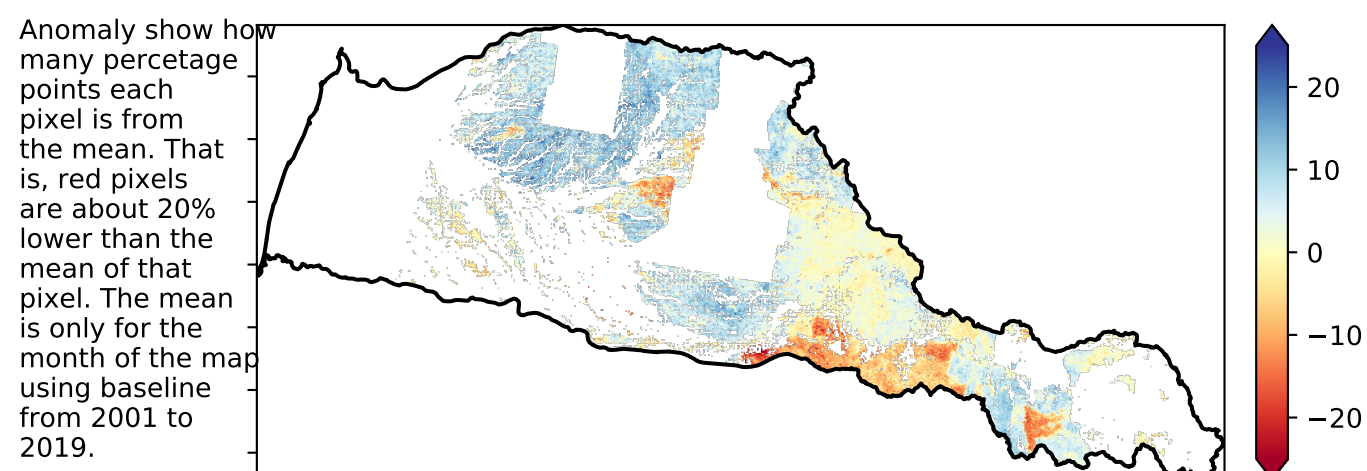 Anomaly show how
many percetage
points each
pixel is from
the mean. That
is, red pixels
are about 20%
lower than the
mean of that
pixel. The mean
is only for the
month of the map
using baseline
from 2001 to
2019.
20
10
0
−10
−20